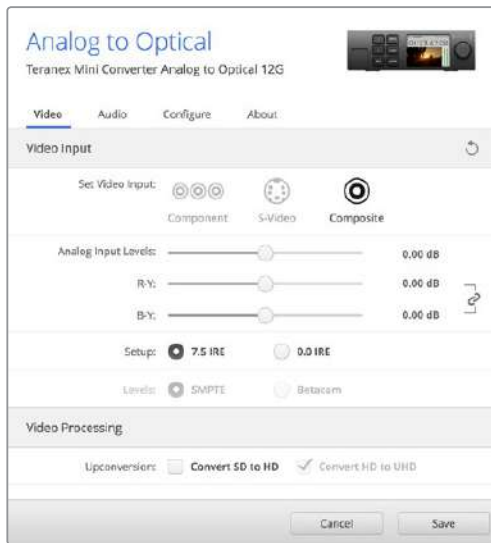 Analog to Optical
Teranex Mini Converter Analog to Optical 12G
Video Audio Configure About
Video Input
Set Video Input:
Component S-Video Composite
Analog Input Levels: 0.00 dB
R-Y: 0.00 dB
B-Y: 0.00 dB
Setup: 7.5 IRE 0.0 IRE
Levels: SMPTE Betacam
Video Processing
Upconversion: Convert SD to HD Convert HD to UHD
Cancel Save